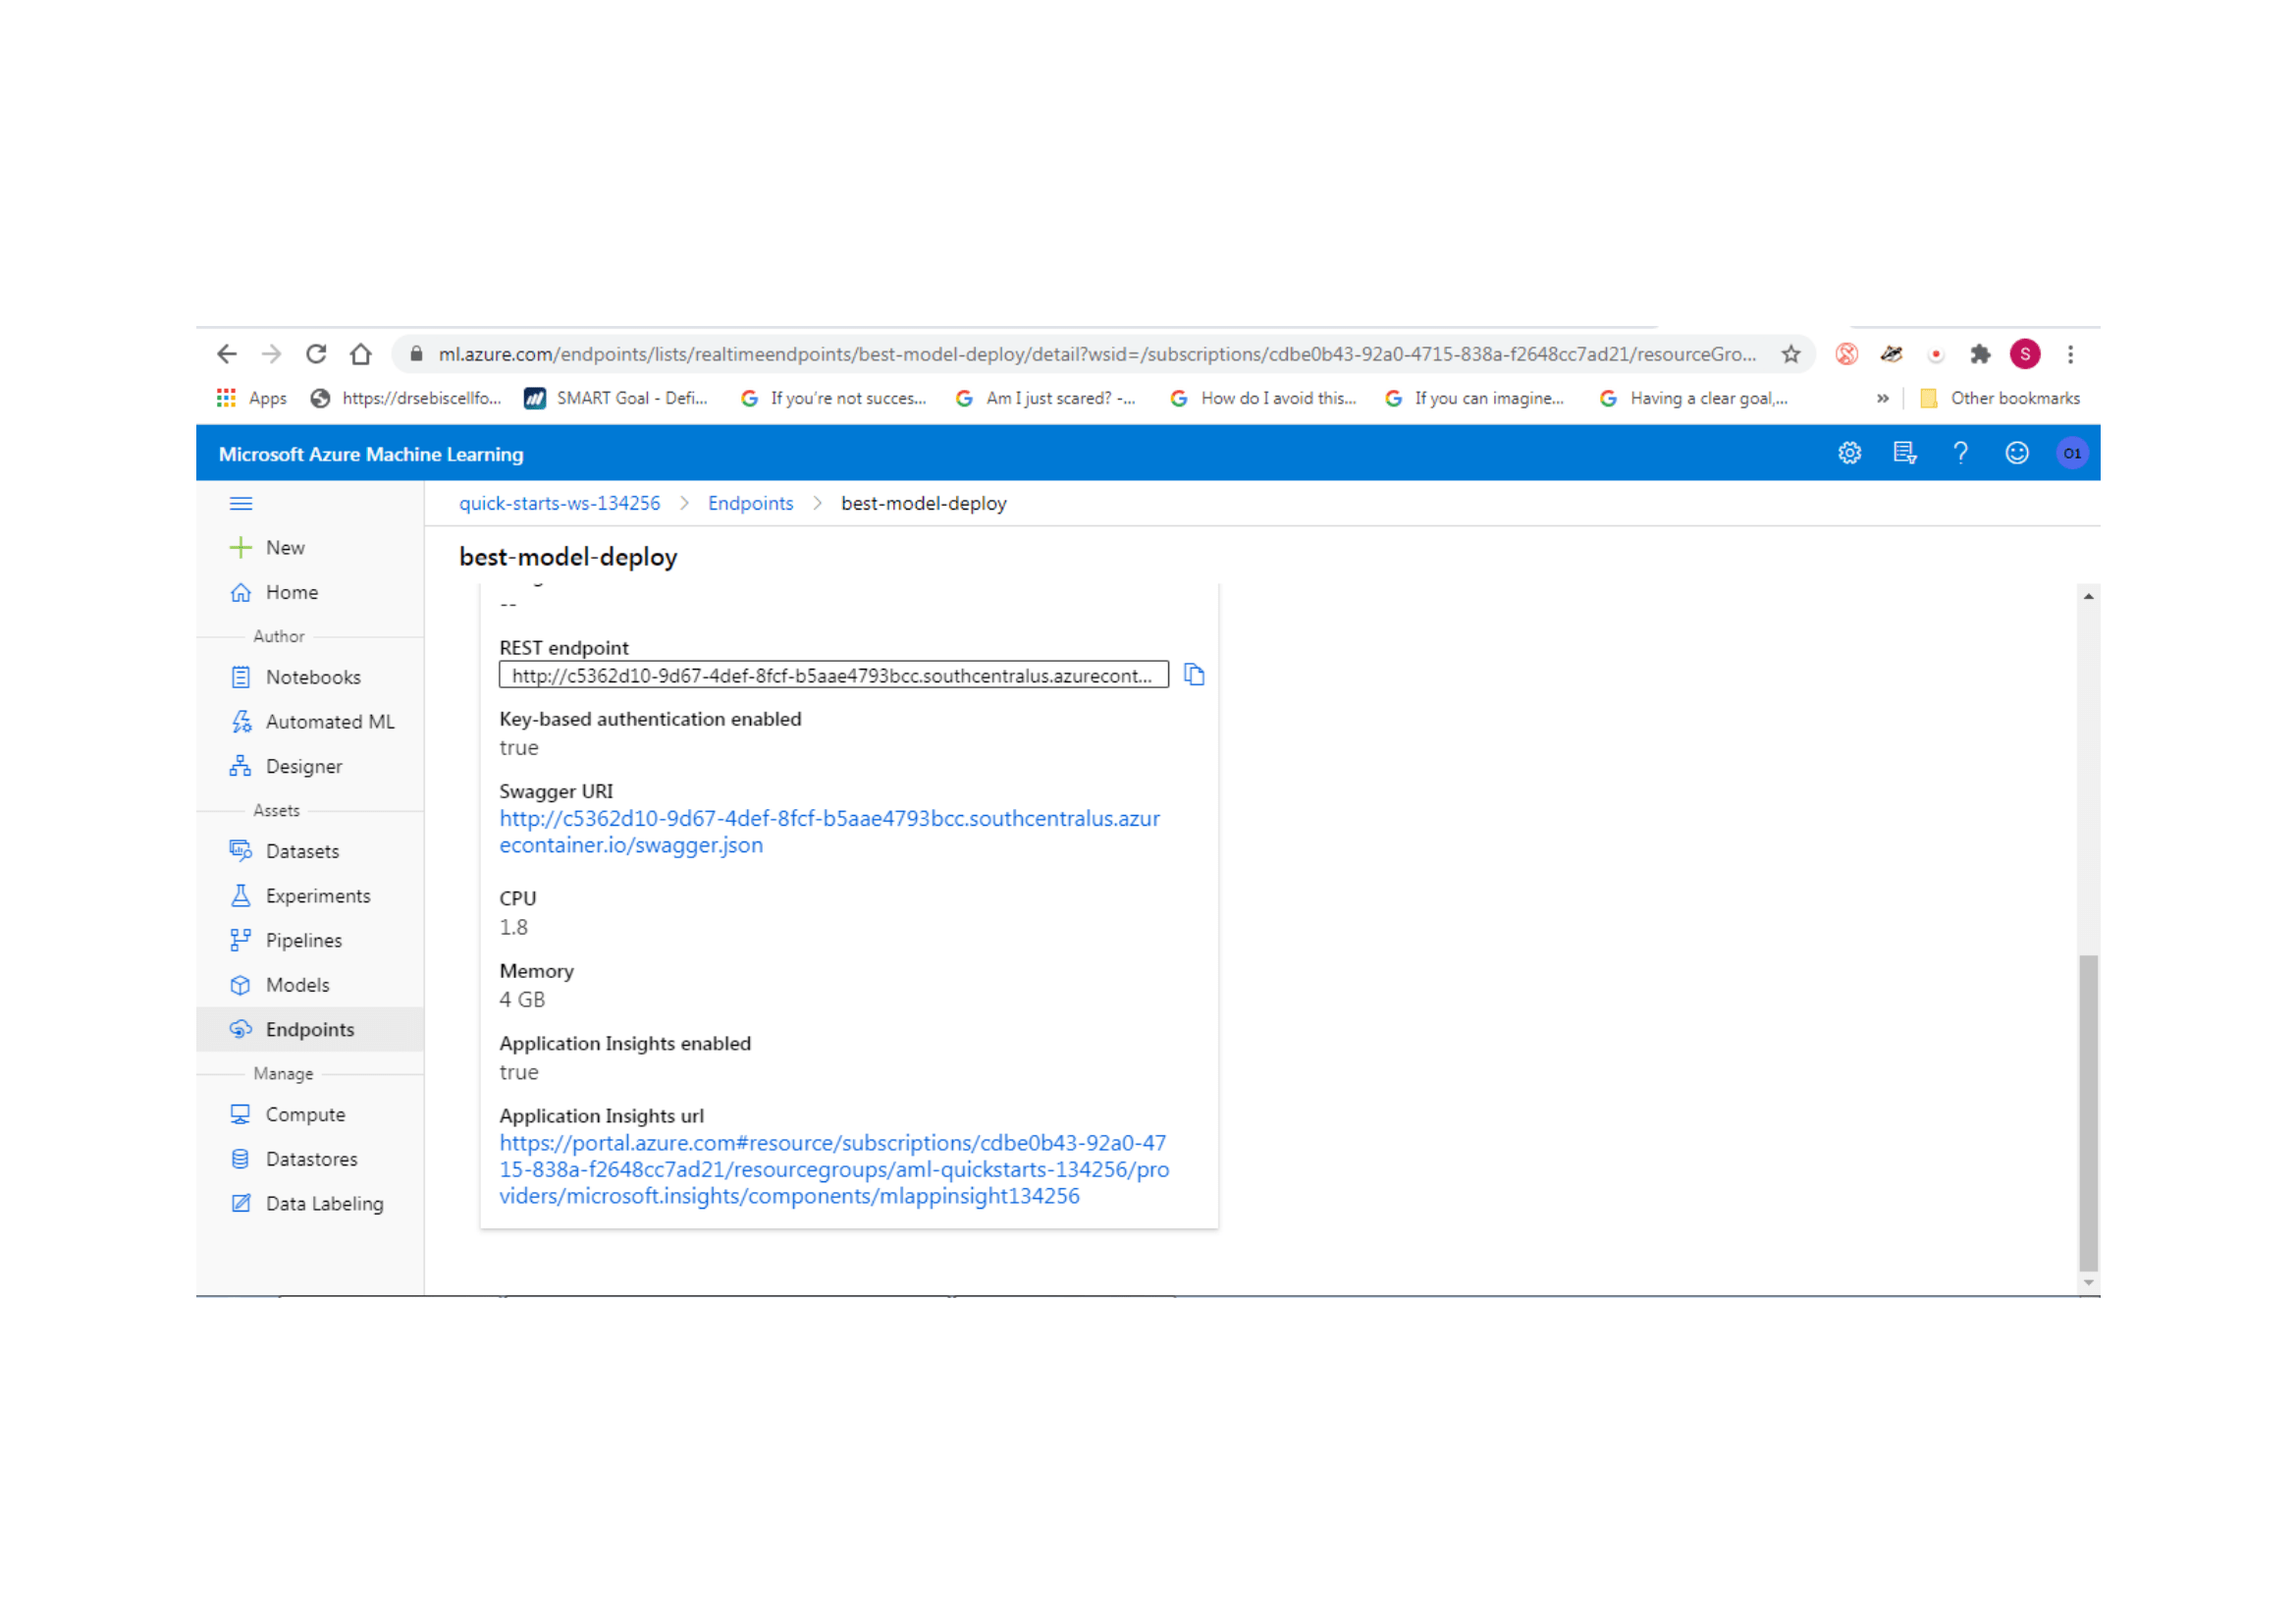 ml.azure.com/endpoints/lists/realtimeendpoints/best-model-deploy/detail?wsid=/subscriptions/cdbe0b43-92a0-4715-838a-f2648cc7ad21/resourceGro...
S
Apps
https://drsebiscellfo...
SMART Goal - Defi...
If you're not succes...
Am I just scared? -...
How do I avoid this...
If you can imagine...
Having a clear goal,...
»
Other bookmarks
Microsoft Azure Machine Learning
?
O1
quick-starts-ws-134256 > Endpoints > best-model-deploy
New
Home
Author
Notebooks
Automated ML
Designer
Assets
Datasets
Experiments
Pipelines
Models
Endpoints
Manage
Compute
Datastores
Data Labeling
best-model-deploy
--
REST endpoint
http://c5362d10-9d67-4def-8fcf-b5aae4793bcc.southcentralus.azurecont...
Key-based authentication enabled
true
Swagger URI
http://c5362d10-9d67-4def-8fcf-b5aae4793bcc.southcentralus.azur
econtainer.io/swagger.json
CPU
1.8
Memory
4 GB
Application Insights enabled
true
Application Insights url
https://portal.azure.com#resource/subscriptions/cdbe0b43-92a0-47
15-838a-f2648cc7ad21/resourcegroups/aml-quickstarts-134256/pro
viders/microsoft.insights/components/mlappinsight134256